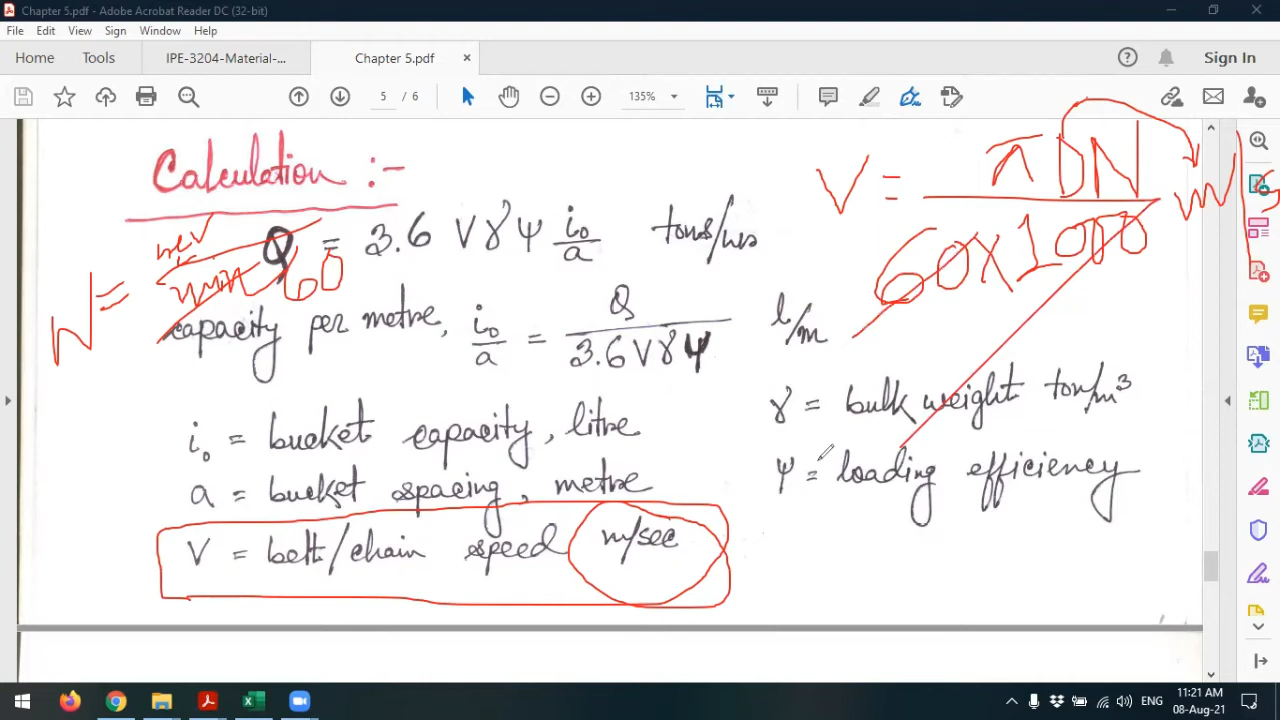 Chapter 5.pdf - Adobe Acrobat Reader DC (32-bit)
File Edit View Sign Window Help
Home Tools IPE-3204-Material-... Chapter 5.pdf × Sign In
5 / 6 135%
Calculation :-
V = πDN / 60x1000 m/s
N = rev/min 60
Q = 3.6 Vγψ i₀/a tons/hrs
capacity per metre, i₀/a = Q / 3.6Vγψ l/m
i₀ = bucket capacity, litre
a = bucket spacing, metre
V = belt/chain speed m/sec
γ = bulk weight ton/m³
ψ = loading efficiency
ENG
11:21 AM
08-Aug-21